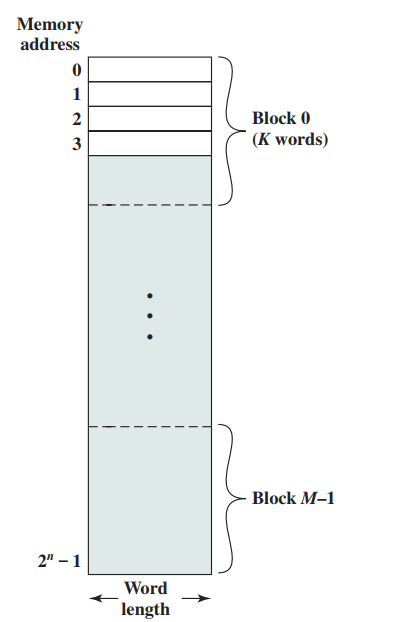 Memory
address
0
1
2
3
Block 0
(K words)
Block M–1
2ⁿ – 1
Word
length